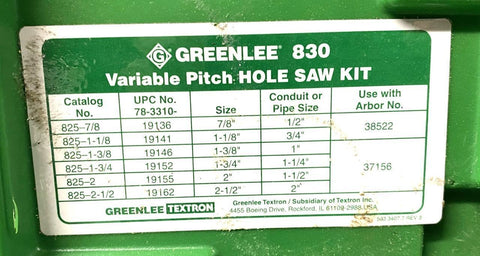 G GREENLEE® 830
Variable Pitch HOLE SAW KIT
Catalog No. UPC No. 78-3310- Size Conduit or Pipe Size Use with Arbor No.
825-7/8 19136 7/8" 1/2" 38522
825-1-1/8 19141 1-1/8" 3/4"
825-1-3/8 19146 1-3/8" 1"
825-1-3/4 19152 1-3/4" 1-1/4" 37156
825-2 19155 2" 1-1/2"
825-2-1/2 19162 2-1/2" 2"
GREENLEE TEXTRON
Greenlee Textron / Subsidiary of Textron Inc.
4455 Boeing Drive, Rockford, IL 61109-2988 USA